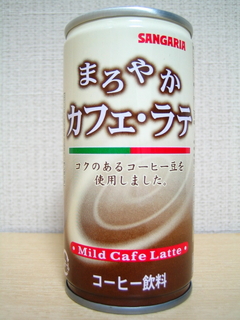 SANGARIA
まろやか
カフェ・ラテ
コクのあるコーヒー豆を
使用しました。
• Mild Cafe Latte •
コーヒー飲料